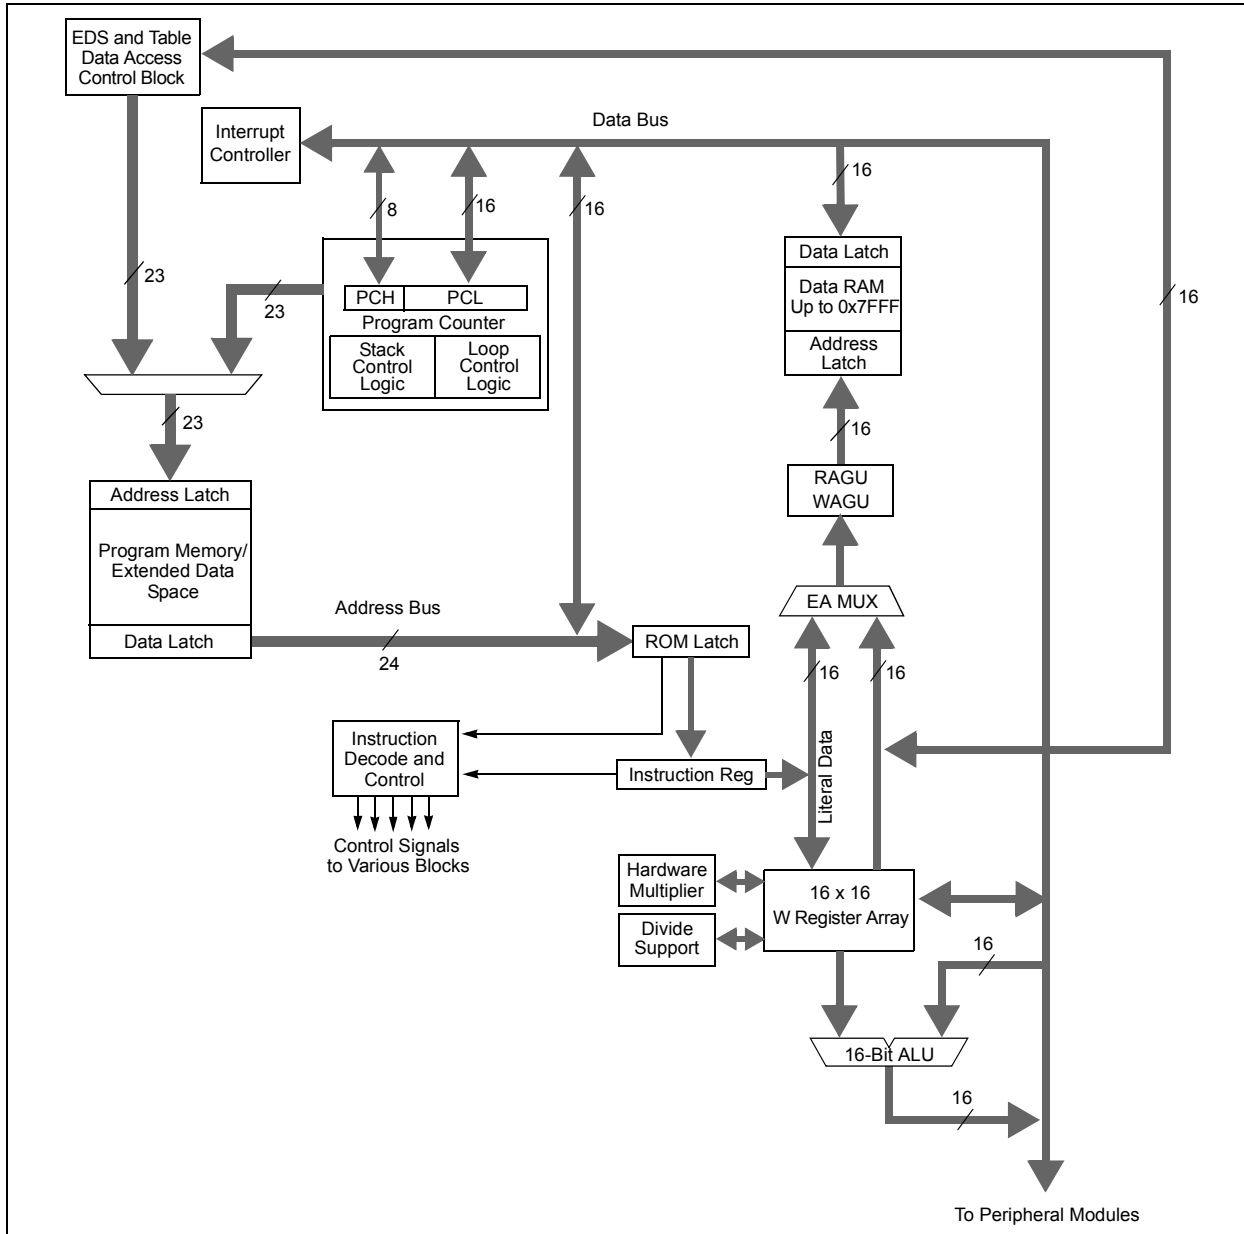 EDS and Table
Data Access
Control Block
Interrupt
Controller
Data Bus
16
8
16
16
23
23
16
PCH
PCL
Program Counter
Stack
Control
Logic
Loop
Control
Logic
Data Latch
Data RAM
Up to 0x7FFF
Address
Latch
23
16
RAGU
WAGU
Address Latch
Program Memory/
Extended Data
Space
Data Latch
Address Bus
24
EA MUX
ROM Latch
16
16
Instruction
Decode and
Control
Instruction Reg
Literal Data
Control Signals
to Various Blocks
Hardware
Multiplier
16 x 16
W Register Array
Divide
Support
16
16-Bit ALU
16
To Peripheral Modules